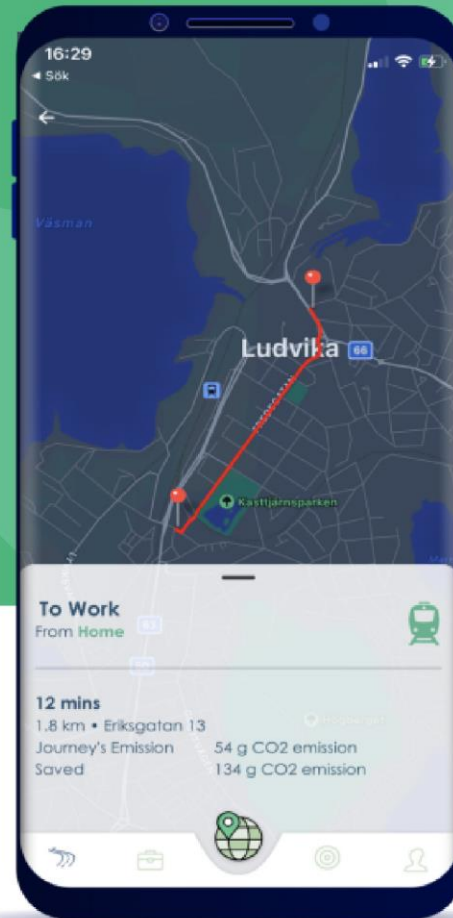 16:29
◂ Sök
Väsman
Ludvika
66
Kasttjärnsparken
To Work
From Home
12 mins
1.8 km • Eriksgatan 13
Journey's Emission 54 g CO2 emission
Saved 134 g CO2 emission